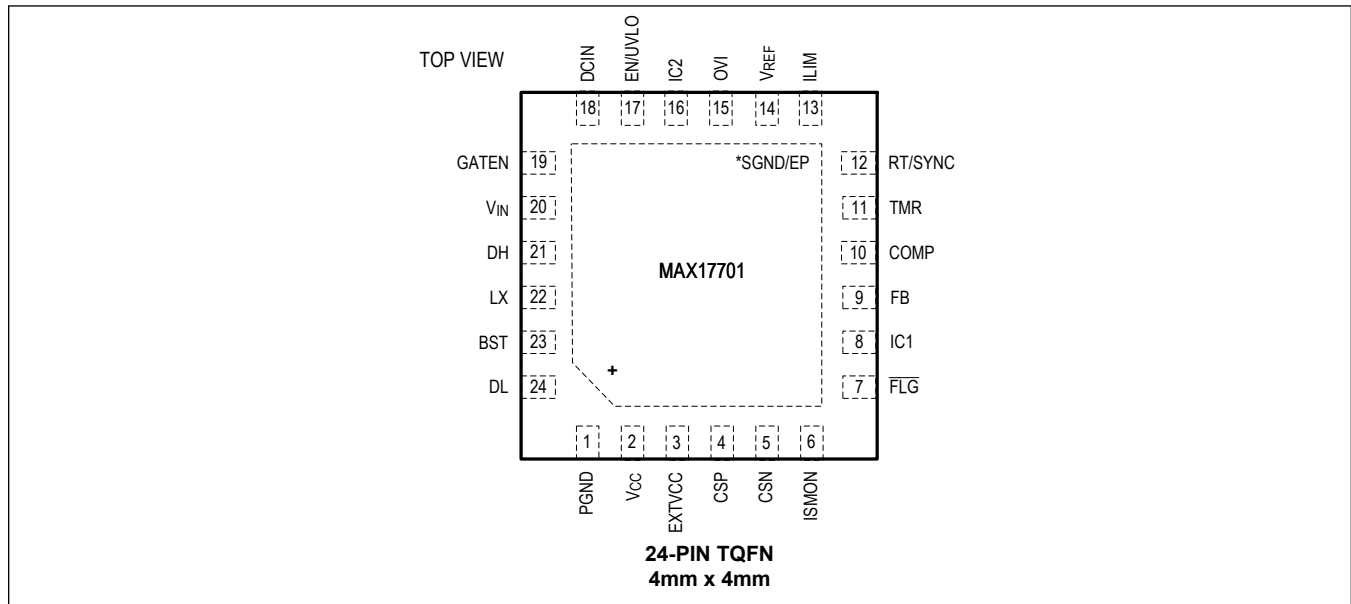 TOP VIEW
DCIN
EN/UVLO
IC2
OVI
VREF
ILIM
18
17
16
15
14
13
GATEN 19
*SGND/EP
12 RT/SYNC
VIN 20
11 TMR
DH 21
10 COMP
MAX17701
LX 22
9 FB
BST 23
8 IC1
+
DL 24
7 FLG
1
2
3
4
5
6
PGND
VCC
EXTVCC
CSP
CSN
ISMON
24-PIN TQFN
4mm x 4mm